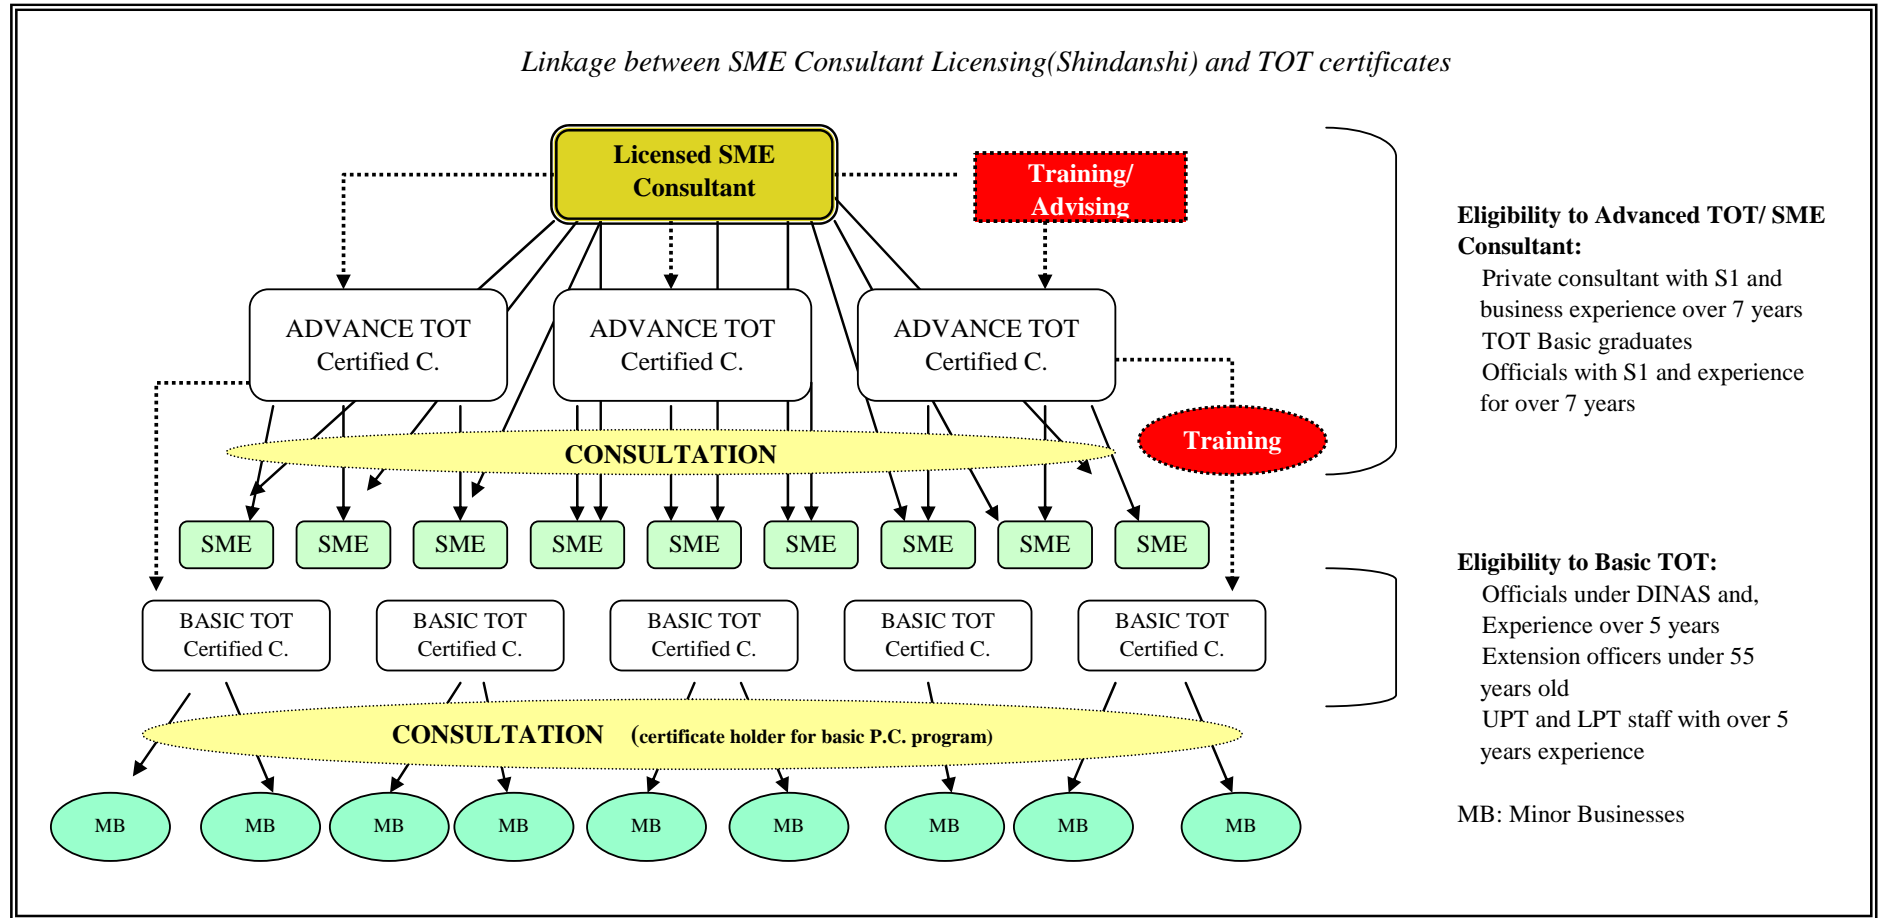 Linkage between SME Consultant Licensing(Shindanshi) and TOT certificates
Licensed SME
Consultant
Training/
Advising
ADVANCE TOT
Certified C.
ADVANCE TOT
Certified C.
ADVANCE TOT
Certified C.
CONSULTATION
Training
SME
SME
SME
SME
SME
SME
SME
SME
SME
BASIC TOT
Certified C.
BASIC TOT
Certified C.
BASIC TOT
Certified C.
BASIC TOT
Certified C.
BASIC TOT
Certified C.
CONSULTATION (certificate holder for basic P.C. program)
MB
MB
MB
MB
MB
MB
MB
MB
MB
Eligibility to Advanced TOT/ SME
Consultant:
Private consultant with S1 and
business experience over 7 years
TOT Basic graduates
Officials with S1 and experience
for over 7 years
Eligibility to Basic TOT:
Officials under DINAS and,
Experience over 5 years
Extension officers under 55
years old
UPT and LPT staff with over 5
years experience
MB: Minor Businesses